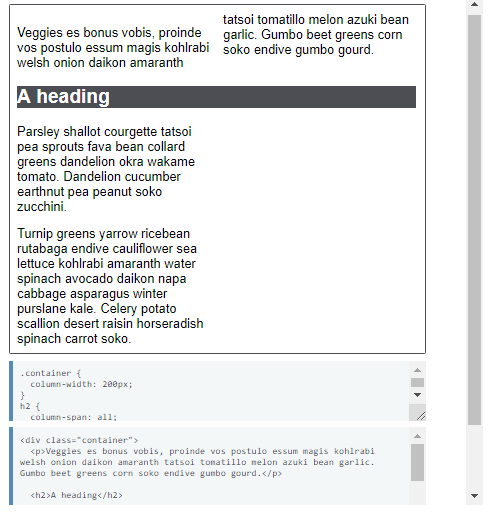 Veggies es bonus vobis, proinde
vos postulo essum magis kohlrabi
welsh onion daikon amaranth
tatsoi tomatillo melon azuki bean
garlic. Gumbo beet greens corn
soko endive gumbo gourd.
A heading
Parsley shallot courgette tatsoi
pea sprouts fava bean collard
greens dandelion okra wakame
tomato. Dandelion cucumber
earthnut pea peanut soko
zucchini.
Turnip greens yarrow ricebean
rutabaga endive cauliflower sea
lettuce kohlrabi amaranth water
spinach avocado daikon napa
cabbage asparagus winter
purslane kale. Celery potato
scallion desert raisin horseradish
spinach carrot soko.
.container {
column-width: 200px;
}
h2 {
column-span: all;
<div class="container">
<p>Veggies es bonus vobis, proinde vos postulo essum magis kohlrabi
welsh onion daikon amaranth tatsoi tomatillo melon azuki bean garlic.
Gumbo beet greens corn soko endive gumbo gourd.</p>
<h2>A heading</h2>